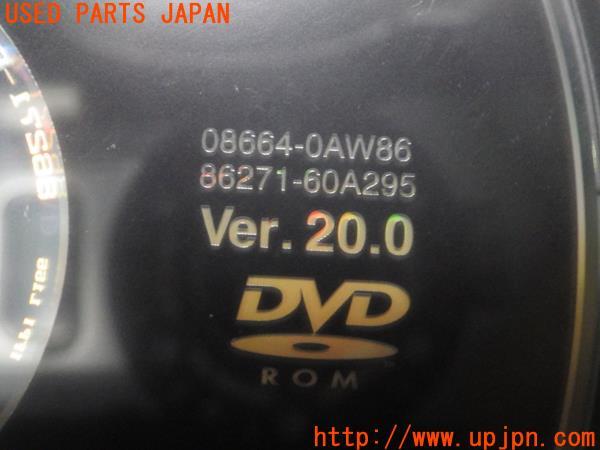 USED PARTS JAPAN
08664-0AW86
86271-60A295
Ver. 20.0
DVD
ROM
http://www.upjpn.com